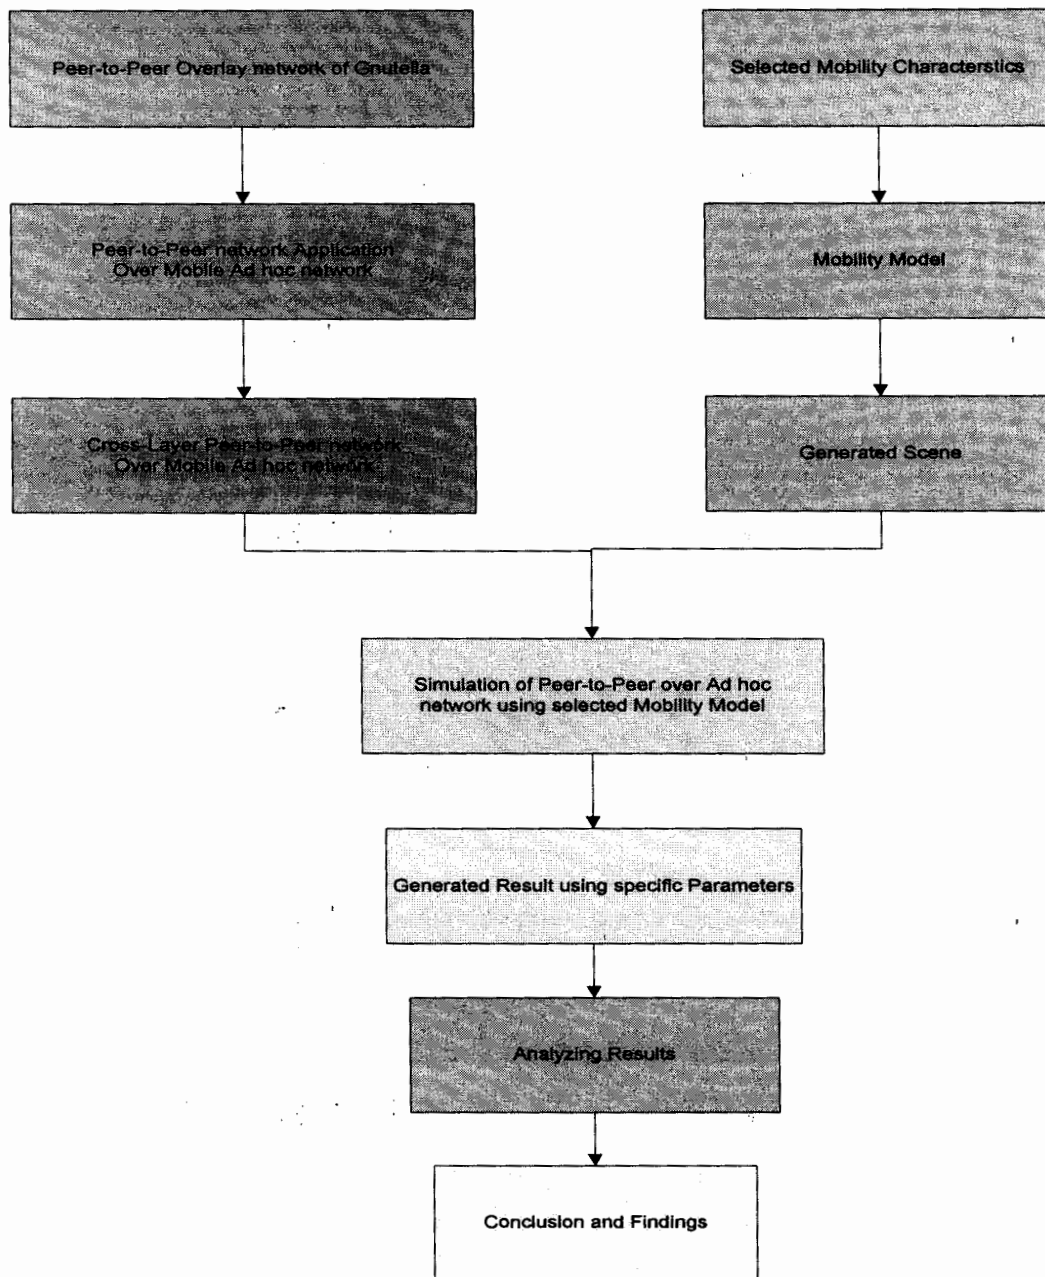 Peer-to-Peer Overlay network of Gnutella
Peer-to-Peer network Application
Over Mobile Ad hoc network
Cross-Layer Peer-to-Peer network
Over Mobile Ad hoc network
Selected Mobility Characterstics
Mobility Model
Generated Scene
Simulation of Peer-to-Peer over Ad hoc
network using selected Mobility Model
Generated Result using specific Parameters
Analyzing Results
Conclusion and Findings